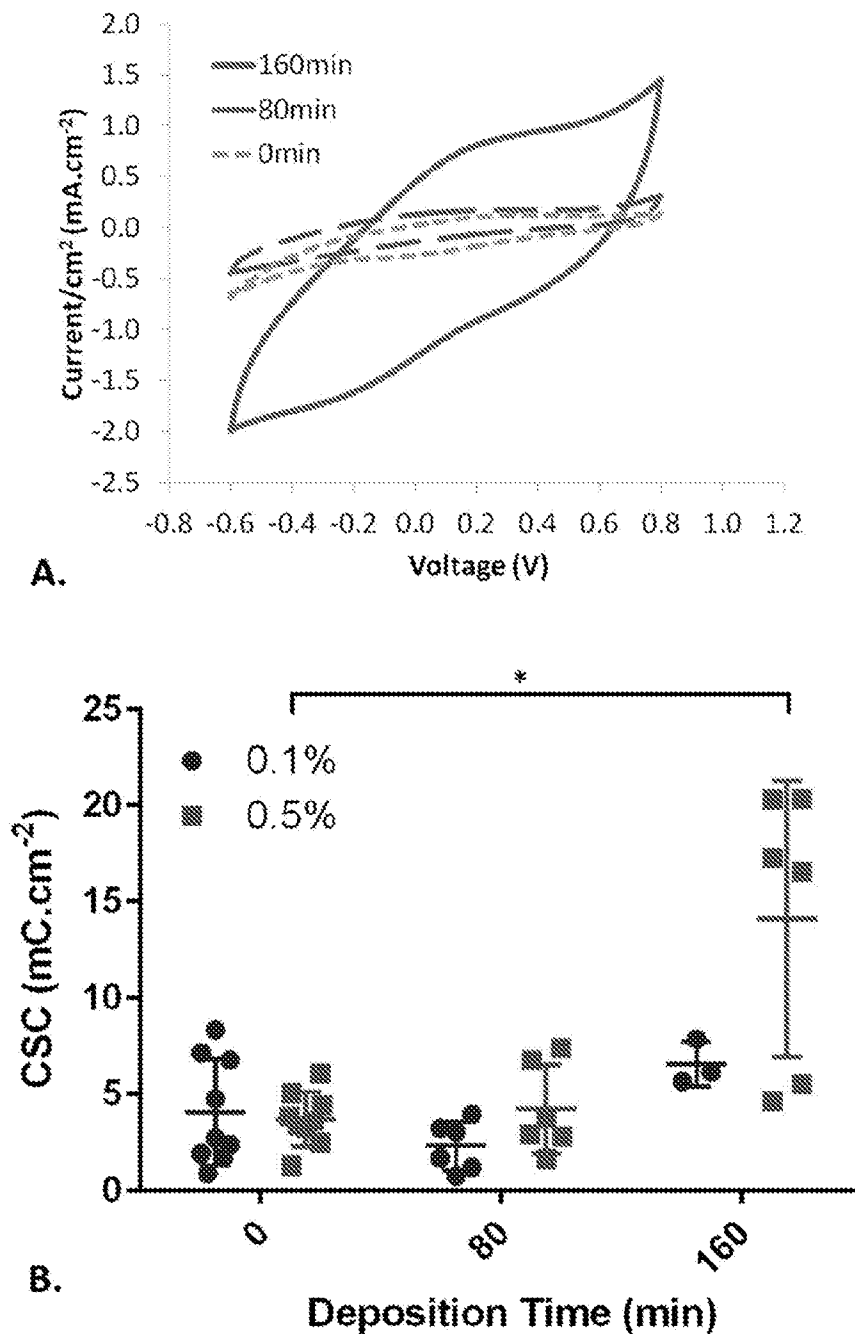 2.0
1.5
1.0
0.5
0.0
-0.5
-1.0
-1.5
-2.0
-2.5
Current/cm² (mA.cm⁻²)
160min
80min
0min
-0.8 -0.6 -0.4 -0.2 0.0 0.2 0.4 0.6 0.8 1.0 1.2
Voltage (V)
A.
*
25
20
15
10
5
0
CSC (mC.cm⁻²)
0.1%
0.5%
0 80 160
Deposition Time (min)
B.